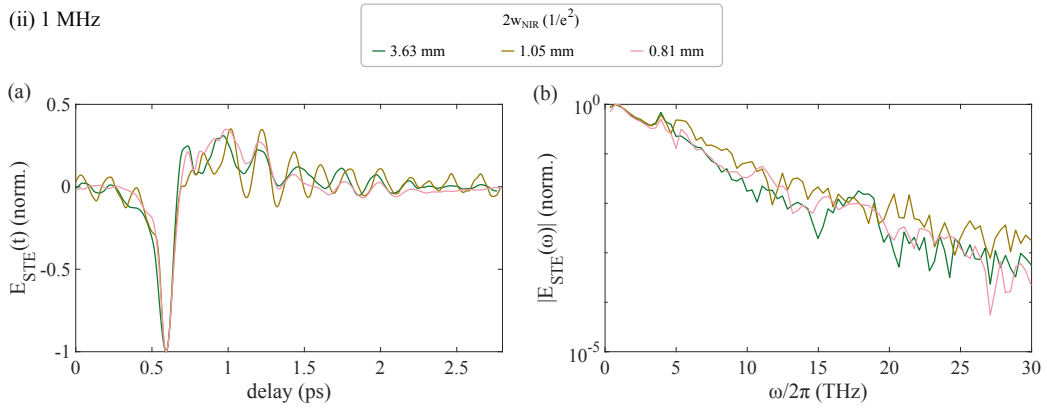 (ii) 1 MHz
2w_NIR (1/e^2)
3.63 mm 1.05 mm 0.81 mm
(a)
E_STE(t) (norm.)
0.5
0
-0.5
-1
0 0.5 1 1.5 2 2.5
delay (ps)
(b)
|E_STE(ω)| (norm.)
10^0
10^-5
0 5 10 15 20 25 30
ω/2π (THz)